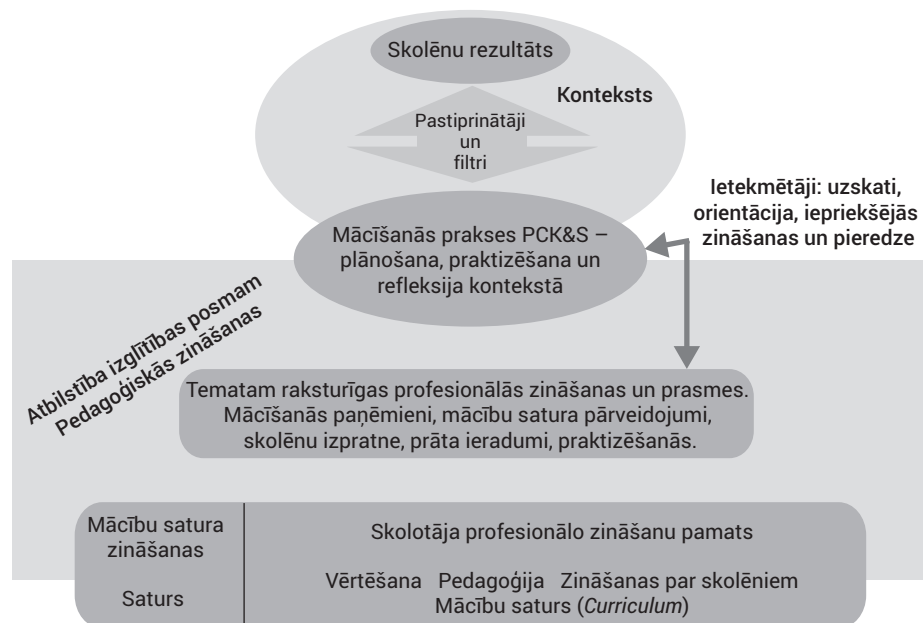 Skolēnu rezultāts
Konteksts
Pastiprinātāji
un
filtri
Ietekmētāji: uzskati,
orientācija, iepriekšējās
zināšanas un pieredze
Mācīšanās prakses PCK&S –
plānošana, praktizēšana un
refleksija kontekstā
Atbilstība izglītības posmam
Pedagoģiskās zināšanas
Tematam raksturīgas profesionālās zināšanas un prasmes.
Mācīšanās paņēmieni, mācību satura pārveidojumi,
skolēnu izpratne, prāta ieradumi, praktizēšanās.
Mācību satura
zināšanas
Saturs
Skolotāja profesionālo zināšanu pamats
Vērtēšana Pedagoģija Zināšanas par skolēniem
Mācību saturs (Curriculum)